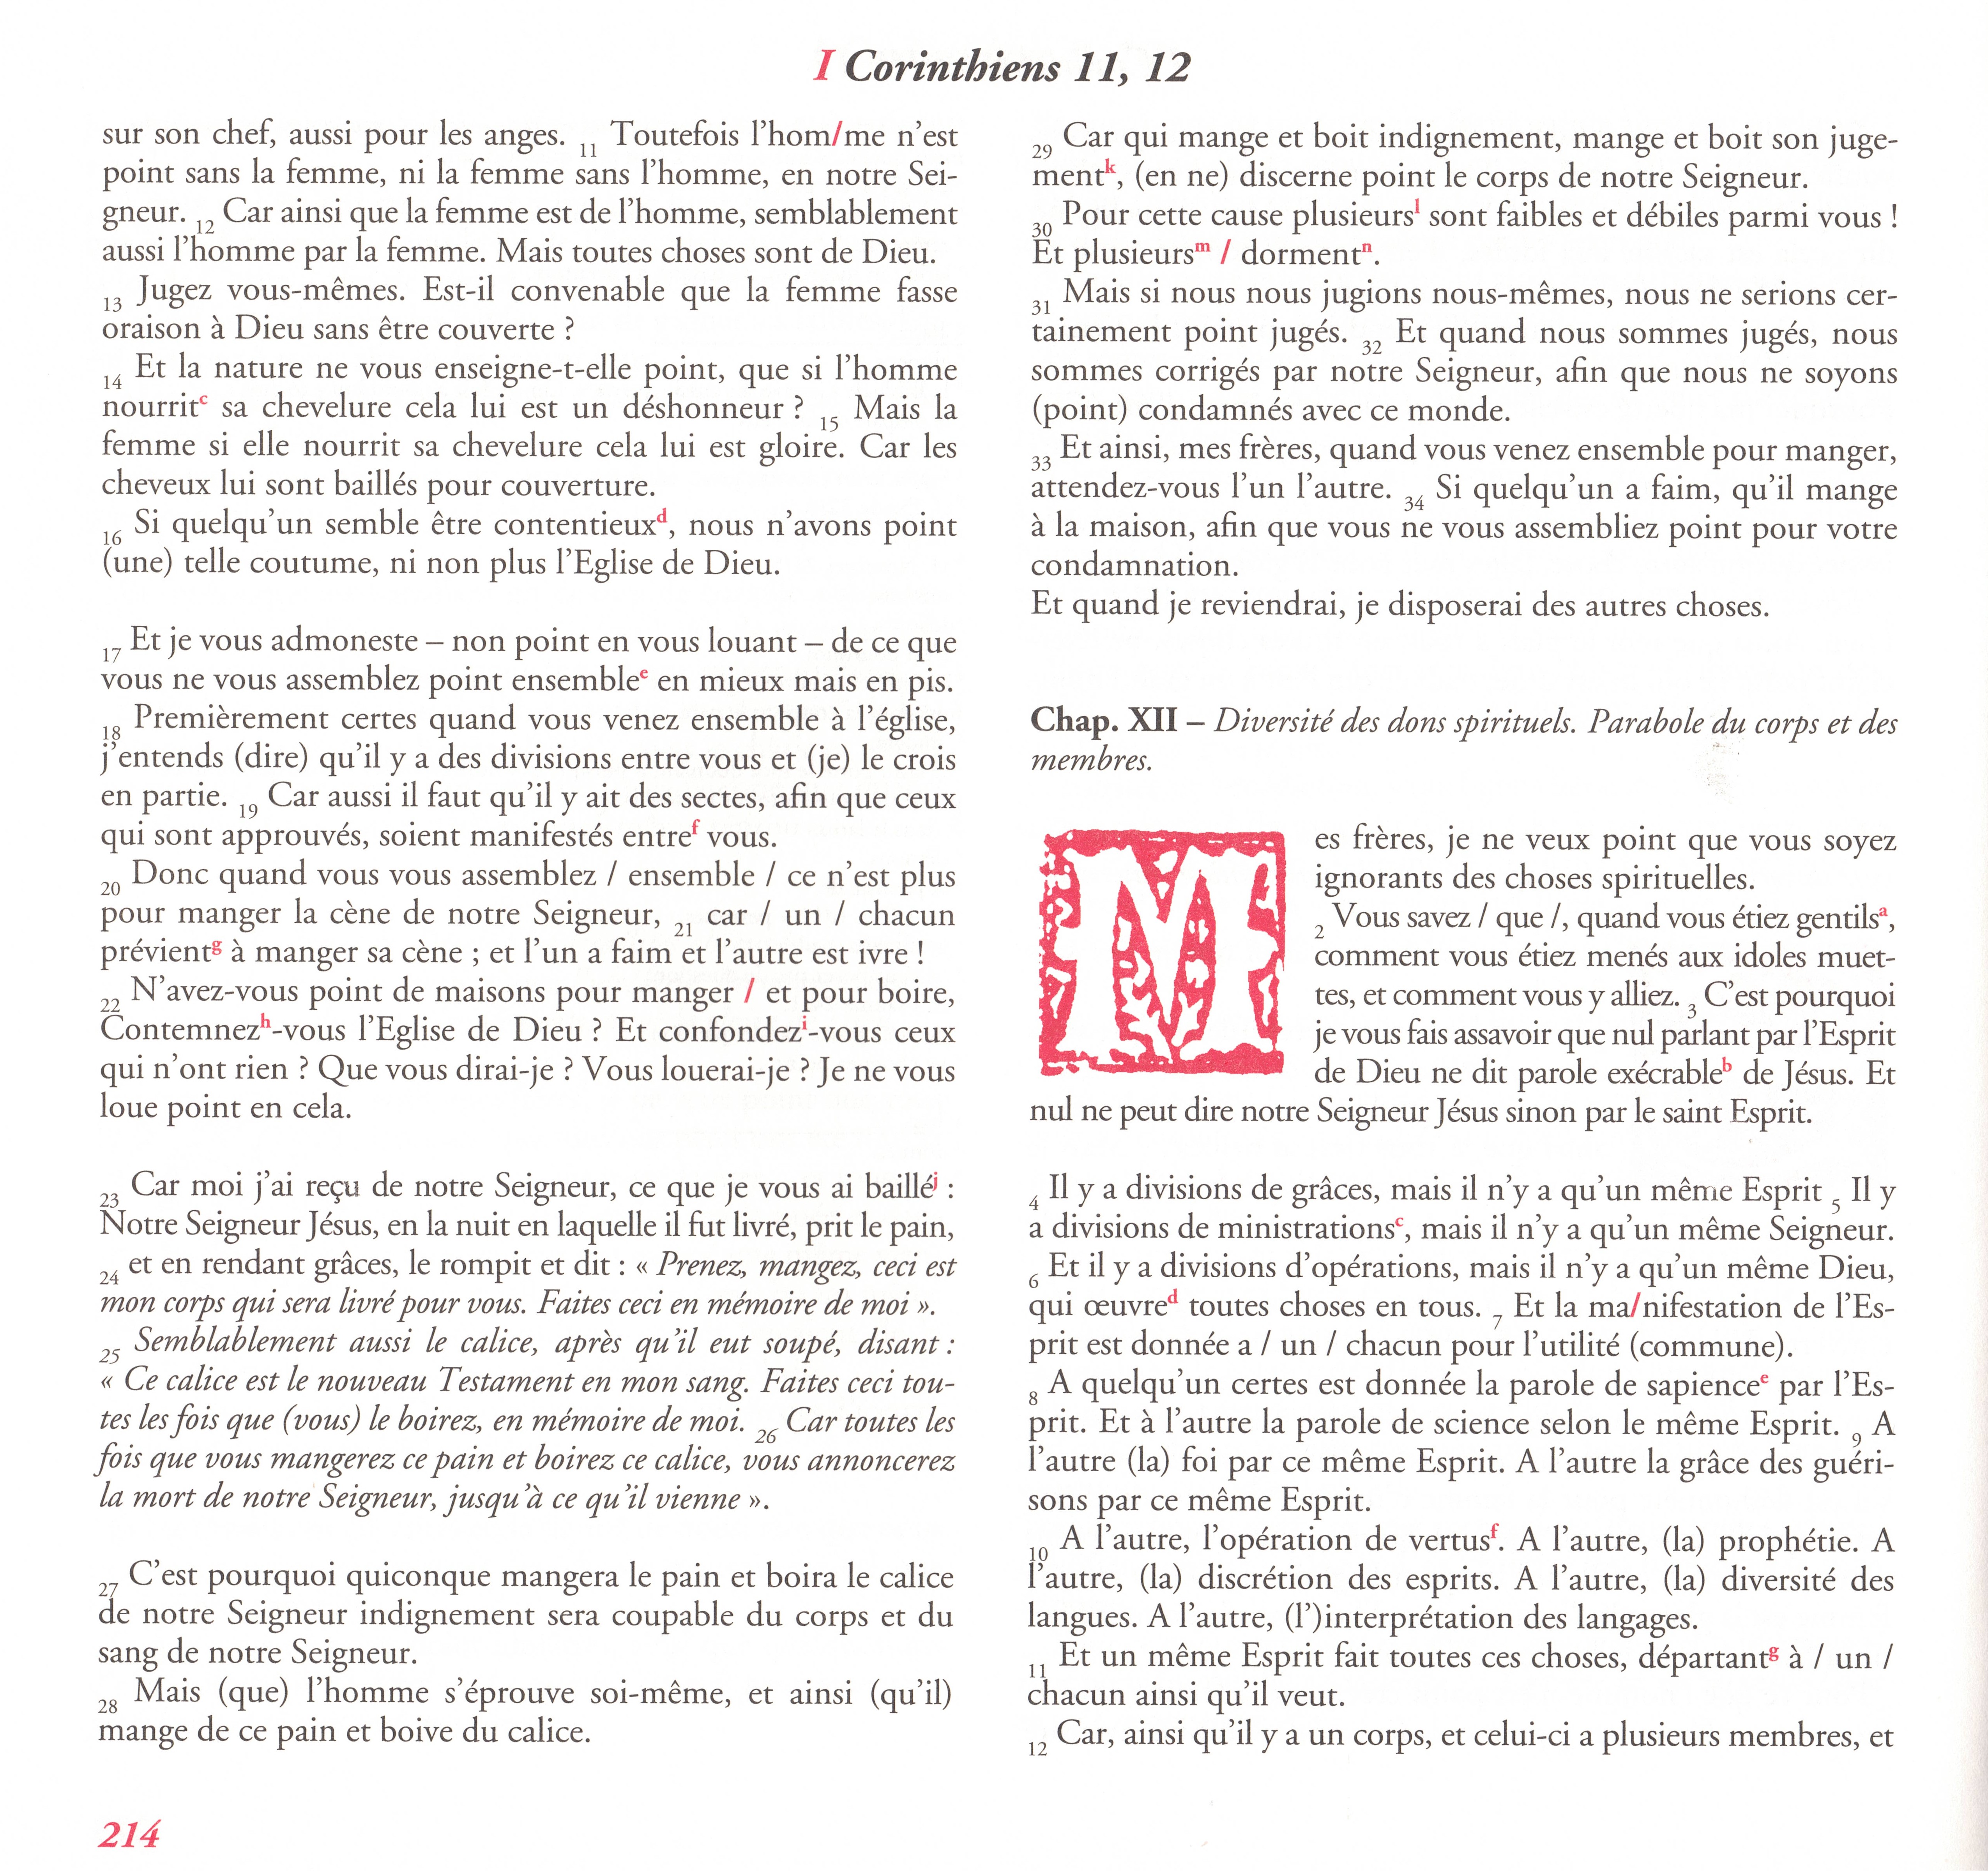 I Corinthiens 11, 12
sur son chef, aussi pour les anges. 11 Toutefois l'hom/me n'est
point sans la femme, ni la femme sans l'homme, en notre Sei-
gneur. 12 Car ainsi que la femme est de l'homme, semblablement
aussi l'homme par la femme. Mais toutes choses sont de Dieu.
13 Jugez vous-mêmes. Est-il convenable que la femme fasse
oraison à Dieu sans être couverte ?
14 Et la nature ne vous enseigne-t-elle point, que si l'homme
nourritc sa chevelure cela lui est un déshonneur ? 15 Mais la
femme si elle nourrit sa chevelure cela lui est gloire. Car les
cheveux lui sont baillés pour couverture.
16 Si quelqu'un semble être contentieuxd, nous n'avons point
(une) telle coutume, ni non plus l'Eglise de Dieu.
17 Et je vous admoneste – non point en vous louant – de ce que
vous ne vous assemblez point ensemblee en mieux mais en pis.
18 Premièrement certes quand vous venez ensemble à l'église,
j'entends (dire) qu'il y a des divisions entre vous et (je) le crois
en partie. 19 Car aussi il faut qu'il y ait des sectes, afin que ceux
qui sont approuvés, soient manifestés entref vous.
20 Donc quand vous vous assemblez / ensemble / ce n'est plus
pour manger la cène de notre Seigneur, 21 car / un / chacun
prévientg à manger sa cène ; et l'un a faim et l'autre est ivre !
22 N'avez-vous point de maisons pour manger / et pour boire,
Contemnezh-vous l'Eglise de Dieu ? Et confondezi-vous ceux
qui n'ont rien ? Que vous dirai-je ? Vous louerai-je ? Je ne vous
loue point en cela.
23 Car moi j'ai reçu de notre Seigneur, ce que je vous ai bailléj :
Notre Seigneur Jésus, en la nuit en laquelle il fut livré, prit le pain,
24 et en rendant grâces, le rompit et dit : « Prenez, mangez, ceci est
mon corps qui sera livré pour vous. Faites ceci en mémoire de moi ».
25 Semblablement aussi le calice, après qu'il eut soupé, disant :
« Ce calice est le nouveau Testament en mon sang. Faites ceci tou-
tes les fois que (vous) le boirez, en mémoire de moi. 26 Car toutes les
fois que vous mangerez ce pain et boirez ce calice, vous annoncerez
la mort de notre Seigneur, jusqu'à ce qu'il vienne ».
27 C'est pourquoi quiconque mangera le pain et boira le calice
de notre Seigneur indignement sera coupable du corps et du
sang de notre Seigneur.
28 Mais (que) l'homme s'éprouve soi-même, et ainsi (qu'il)
mange de ce pain et boive du calice.
29 Car qui mange et boit indignement, mange et boit son juge-
mentk, (en ne) discerne point le corps de notre Seigneur.
30 Pour cette cause plusieursl sont faibles et débiles parmi vous !
Et plusieursm / dormentn.
31 Mais si nous nous jugions nous-mêmes, nous ne serions cer-
tainement point jugés. 32 Et quand nous sommes jugés, nous
sommes corrigés par notre Seigneur, afin que nous ne soyons
(point) condamnés avec ce monde.
33 Et ainsi, mes frères, quand vous venez ensemble pour manger,
attendez-vous l'un l'autre. 34 Si quelqu'un a faim, qu'il mange
à la maison, afin que vous ne vous assembliez point pour votre
condamnation.
Et quand je reviendrai, je disposerai des autres choses.
Chap. XII – Diversité des dons spirituels. Parabole du corps et des
membres.
Mes frères, je ne veux point que vous soyez
ignorants des choses spirituelles.
2 Vous savez / que /, quand vous étiez gentilsa,
comment vous étiez menés aux idoles muet-
tes, et comment vous y alliez. 3 C'est pourquoi
je vous fais assavoir que nul parlant par l'Esprit
de Dieu ne dit parole exécrableb de Jésus. Et
nul ne peut dire notre Seigneur Jésus sinon par le saint Esprit.
4 Il y a divisions de grâces, mais il n'y a qu'un même Esprit 5 Il y
a divisions de ministrationsc, mais il n'y a qu'un même Seigneur.
6 Et il y a divisions d'opérations, mais il n'y a qu'un même Dieu,
qui œuvred toutes choses en tous. 7 Et la ma/nifestation de l'Es-
prit est donnée a / un / chacun pour l'utilité (commune).
8 A quelqu'un certes est donnée la parole de sapiencee par l'Es-
prit. Et à l'autre la parole de science selon le même Esprit. 9 A
l'autre (la) foi par ce même Esprit. A l'autre la grâce des guéri-
sons par ce même Esprit.
10 A l'autre, l'opération de vertusf. A l'autre, (la) prophétie. A
l'autre, (la) discrétion des esprits. A l'autre, (la) diversité des
langues. A l'autre, (l')interprétation des langages.
11 Et un même Esprit fait toutes ces choses, départantg à / un /
chacun ainsi qu'il veut.
12 Car, ainsi qu'il y a un corps, et celui-ci a plusieurs membres, et
214